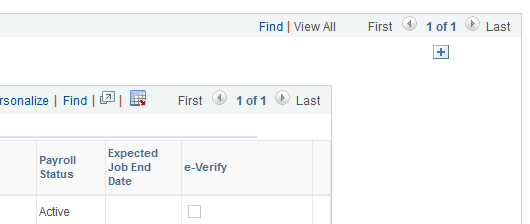 Find | View All First 1 of 1 Last
rsonalize | Find | | First 1 of 1 Last
Payroll Status Expected Job End Date e-Verify
Active